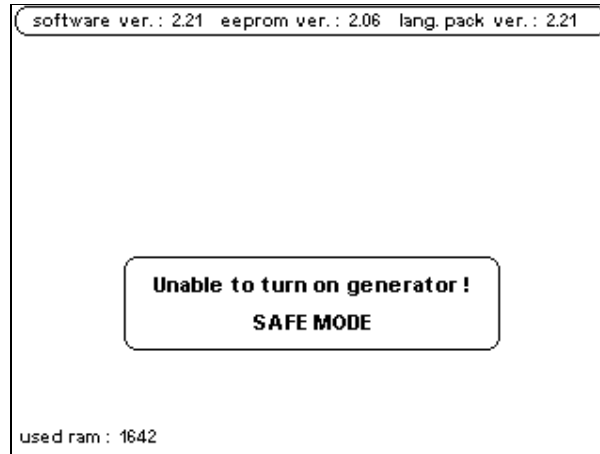 software ver.: 2.21 eeprom ver.: 2.06 lang. pack ver.: 2.21
Unable to turn on generator!
SAFE MODE
used ram: 1642